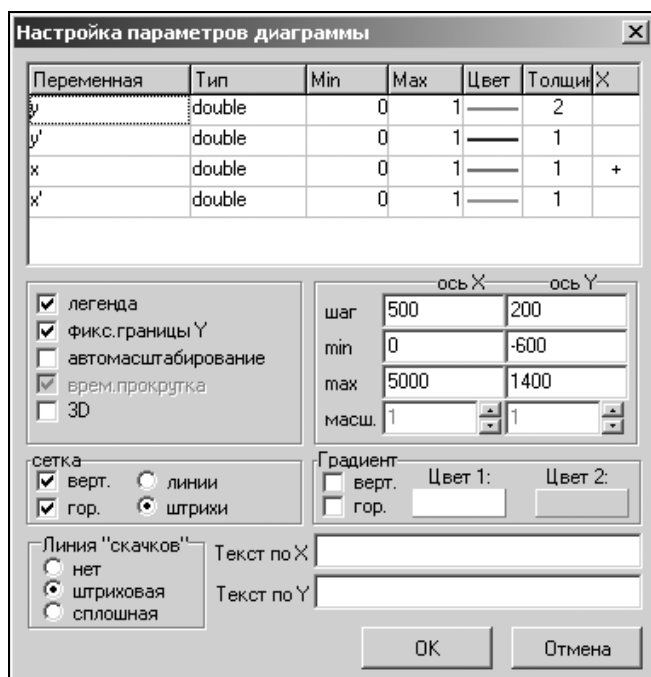 Настройка параметров диаграммы
Переменная Тип Min Max Цвет Толщин X
y double 0 1 2
y' double 0 1 1
x double 0 1 1 +
x' double 0 1 1
легенда
фикс.границы Y
автомасштабирование
врем.прокрутка
3D
ось X ось Y
шаг 500 200
min 0 -600
max 5000 1400
масш. 1 1
сетка
верт. линии
гор. штрихи
Градиент
верт. Цвет 1: Цвет 2:
гор.
Линия "скачков"
нет
штриховая
сплошная
Текст по X
Текст по Y
OK Отмена